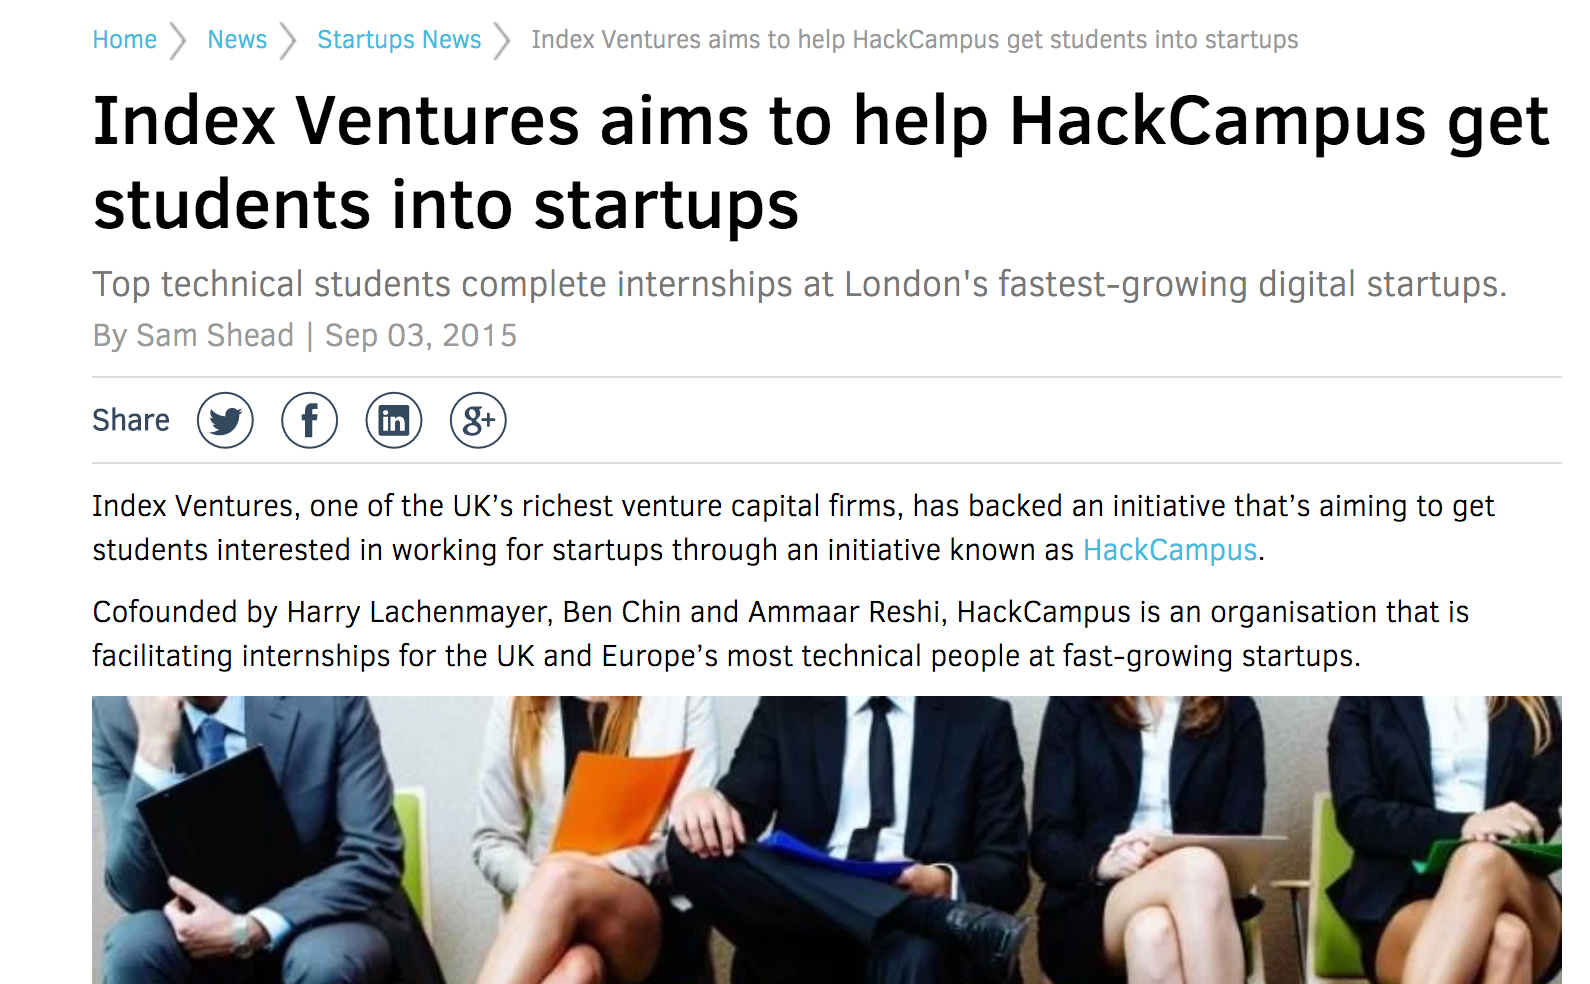 Home News Startups News Index Ventures aims to help HackCampus get students into startups
Index Ventures aims to help HackCampus get
students into startups
Top technical students complete internships at London's fastest-growing digital startups.
By Sam Shead | Sep 03, 2015
Share f in g+
Index Ventures, one of the UK’s richest venture capital firms, has backed an initiative that’s aiming to get
students interested in working for startups through an initiative known as HackCampus.
Cofounded by Harry Lachenmayer, Ben Chin and Ammaar Reshi, HackCampus is an organisation that is
facilitating internships for the UK and Europe’s most technical people at fast-growing startups.